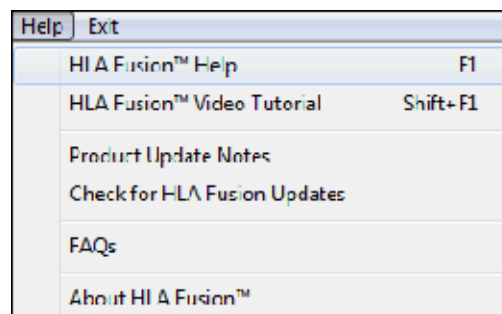 Help Exit
HLA Fusion™ Help F1
HLA Fusion™ Video Tutorial Shift+F1
Product Update Notes
Check for HLA Fusion Updates
FAQs
About HLA Fusion™